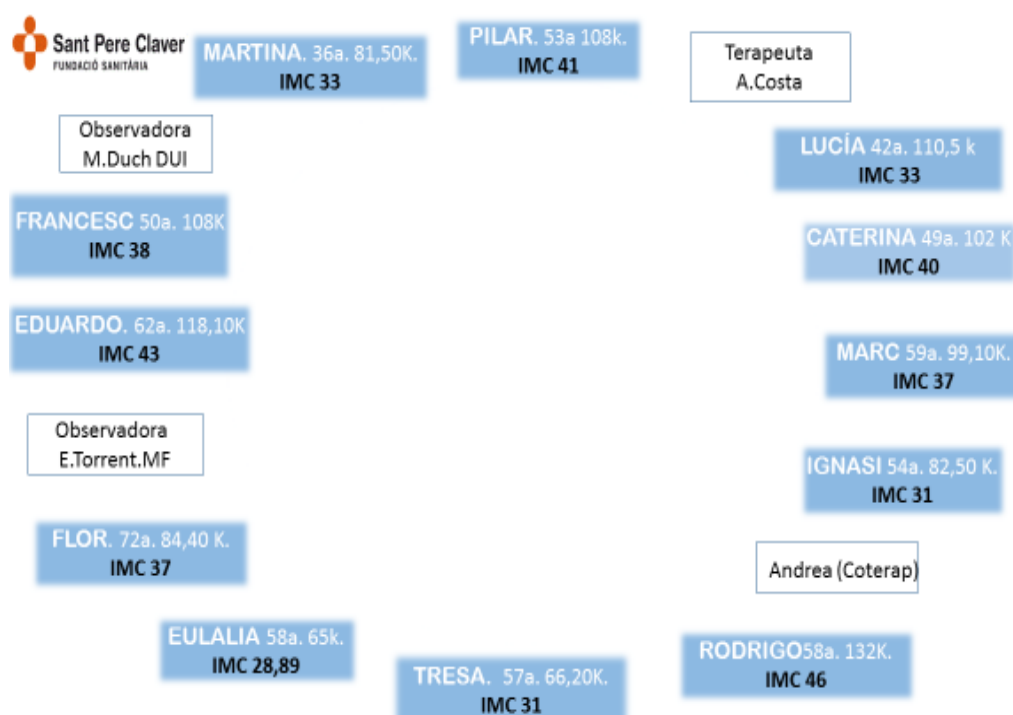 Sant Pere Claver
FUNDACIÓ SANITÀRIA
MARTINA. 36a. 81,50K.
IMC 33
PILAR. 53a 108k.
IMC 41
Terapeuta
A.Costa
Observadora
M.Duch DUI
LUCÍA 42a. 110,5 k
IMC 33
FRANCESC 50a. 108K
IMC 38
CATERINA 49a. 102 K
IMC 40
EDUARDO. 62a. 118,10K
IMC 43
MARC 59a. 99,10K.
IMC 37
Observadora
E.Torrent.MF
IGNASI 54a. 82,50 K.
IMC 31
FLOR. 72a. 84,40 K.
IMC 37
Andrea (Coterap)
EULALIA 58a. 65k.
IMC 28,89
RODRIGO58a. 132K.
IMC 46
TRESA. 57a. 66,20K.
IMC 31